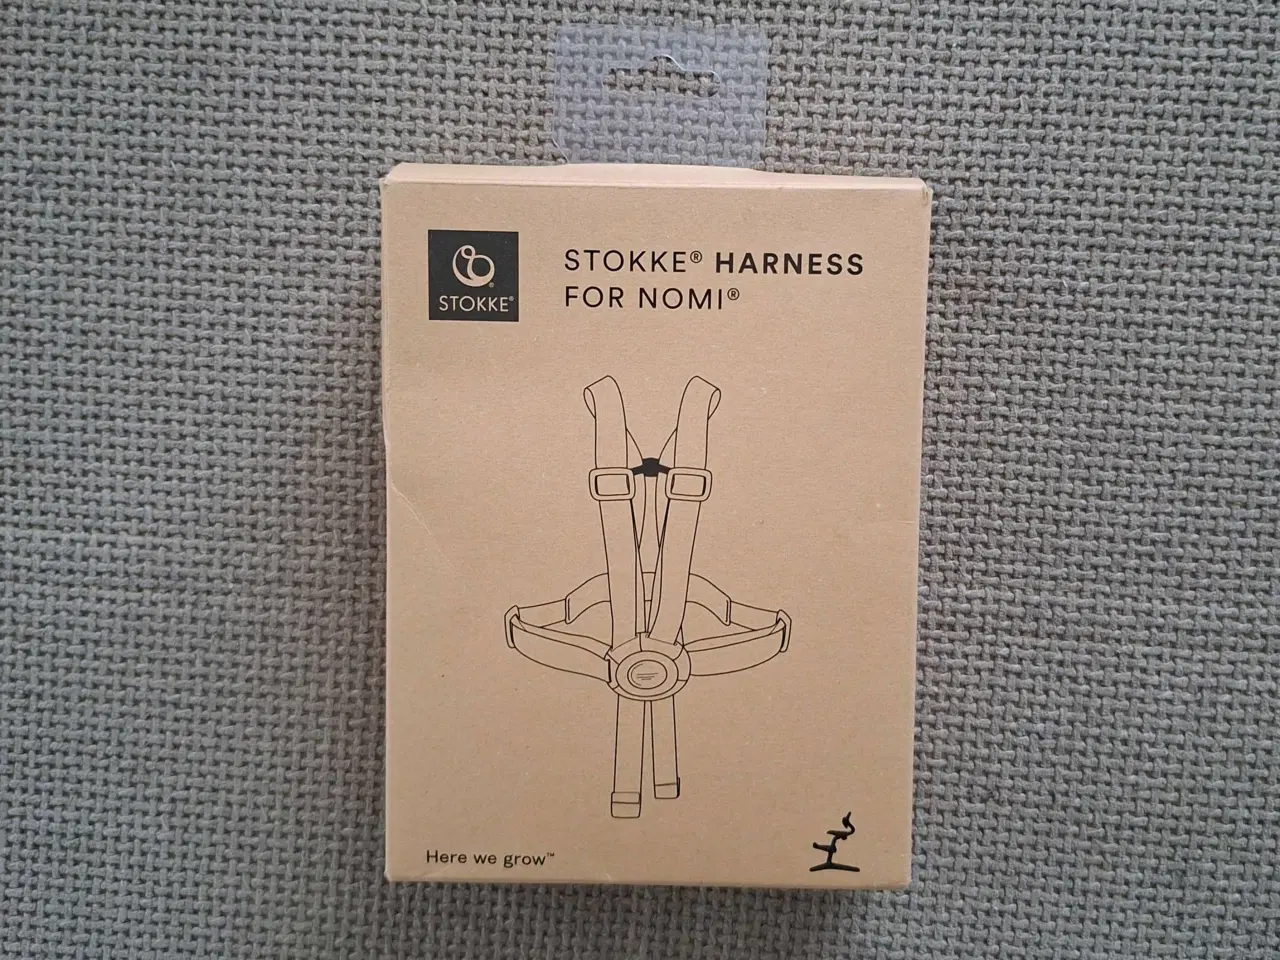 STOKKE®
STOKKE® HARNESS
FOR NOMI®
Here we grow™